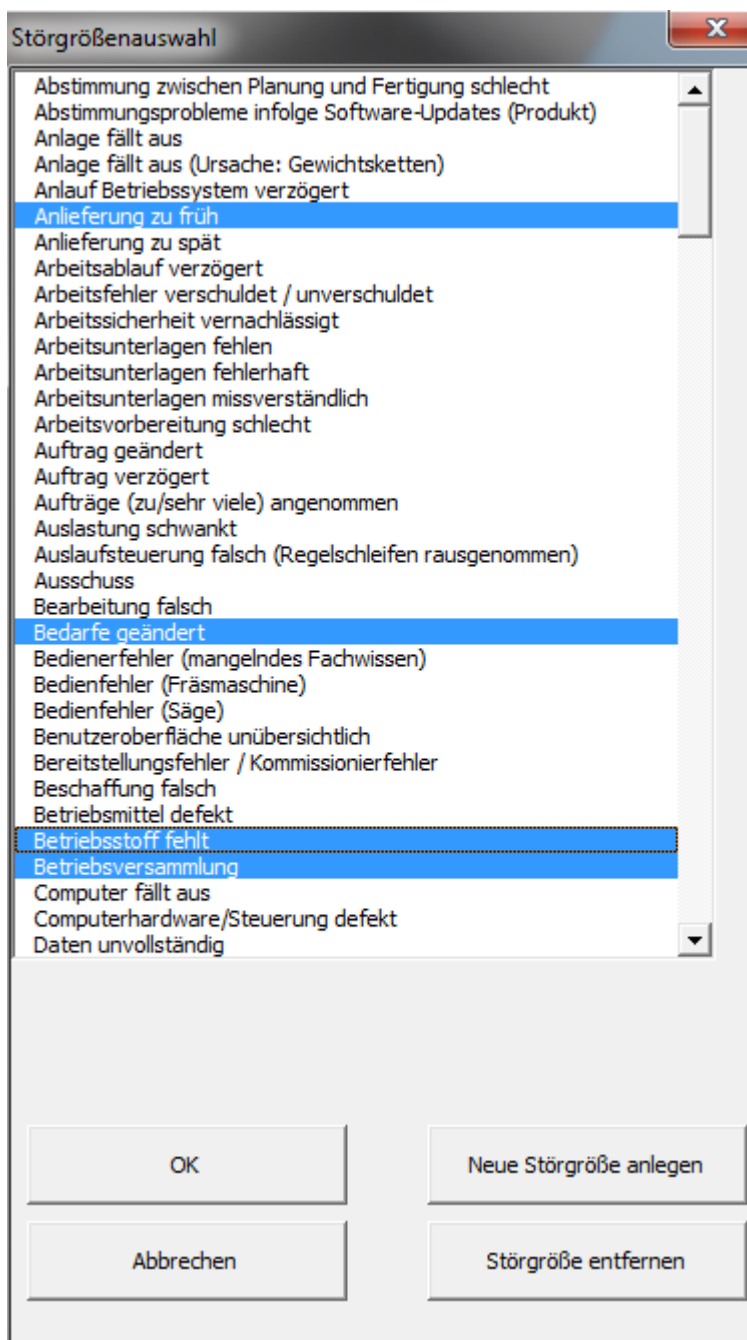 Störgrößenauswahl
Abstimmung zwischen Planung und Fertigung schlecht
Abstimmungsprobleme infolge Software-Updates (Produkt)
Anlage fällt aus
Anlage fällt aus (Ursache: Gewichtsketten)
Anlauf Betriebssystem verzögert
Anlieferung zu früh
Anlieferung zu spät
Arbeitsablauf verzögert
Arbeitsfehler verschuldet / unverschuldet
Arbeitssicherheit vernachlässigt
Arbeitsunterlagen fehlen
Arbeitsunterlagen fehlerhaft
Arbeitsunterlagen missverständlich
Arbeitsvorbereitung schlecht
Auftrag geändert
Auftrag verzögert
Aufträge (zu/sehr viele) angenommen
Auslastung schwankt
Auslaufsteuerung falsch (Regelschleifen rausgenommen)
Ausschuss
Bearbeitung falsch
Bedarfe geändert
Bedienerfehler (mangelndes Fachwissen)
Bedienfehler (Fräsmaschine)
Bedienfehler (Säge)
Benutzeroberfläche unübersichtlich
Bereitstellungsfehler / Kommissionierfehler
Beschaffung falsch
Betriebsmittel defekt
Betriebsstoff fehlt
Betriebsversammlung
Computer fällt aus
Computerhardware/Steuerung defekt
Daten unvollständig
OK
Neue Störgröße anlegen
Abbrechen
Störgröße entfernen